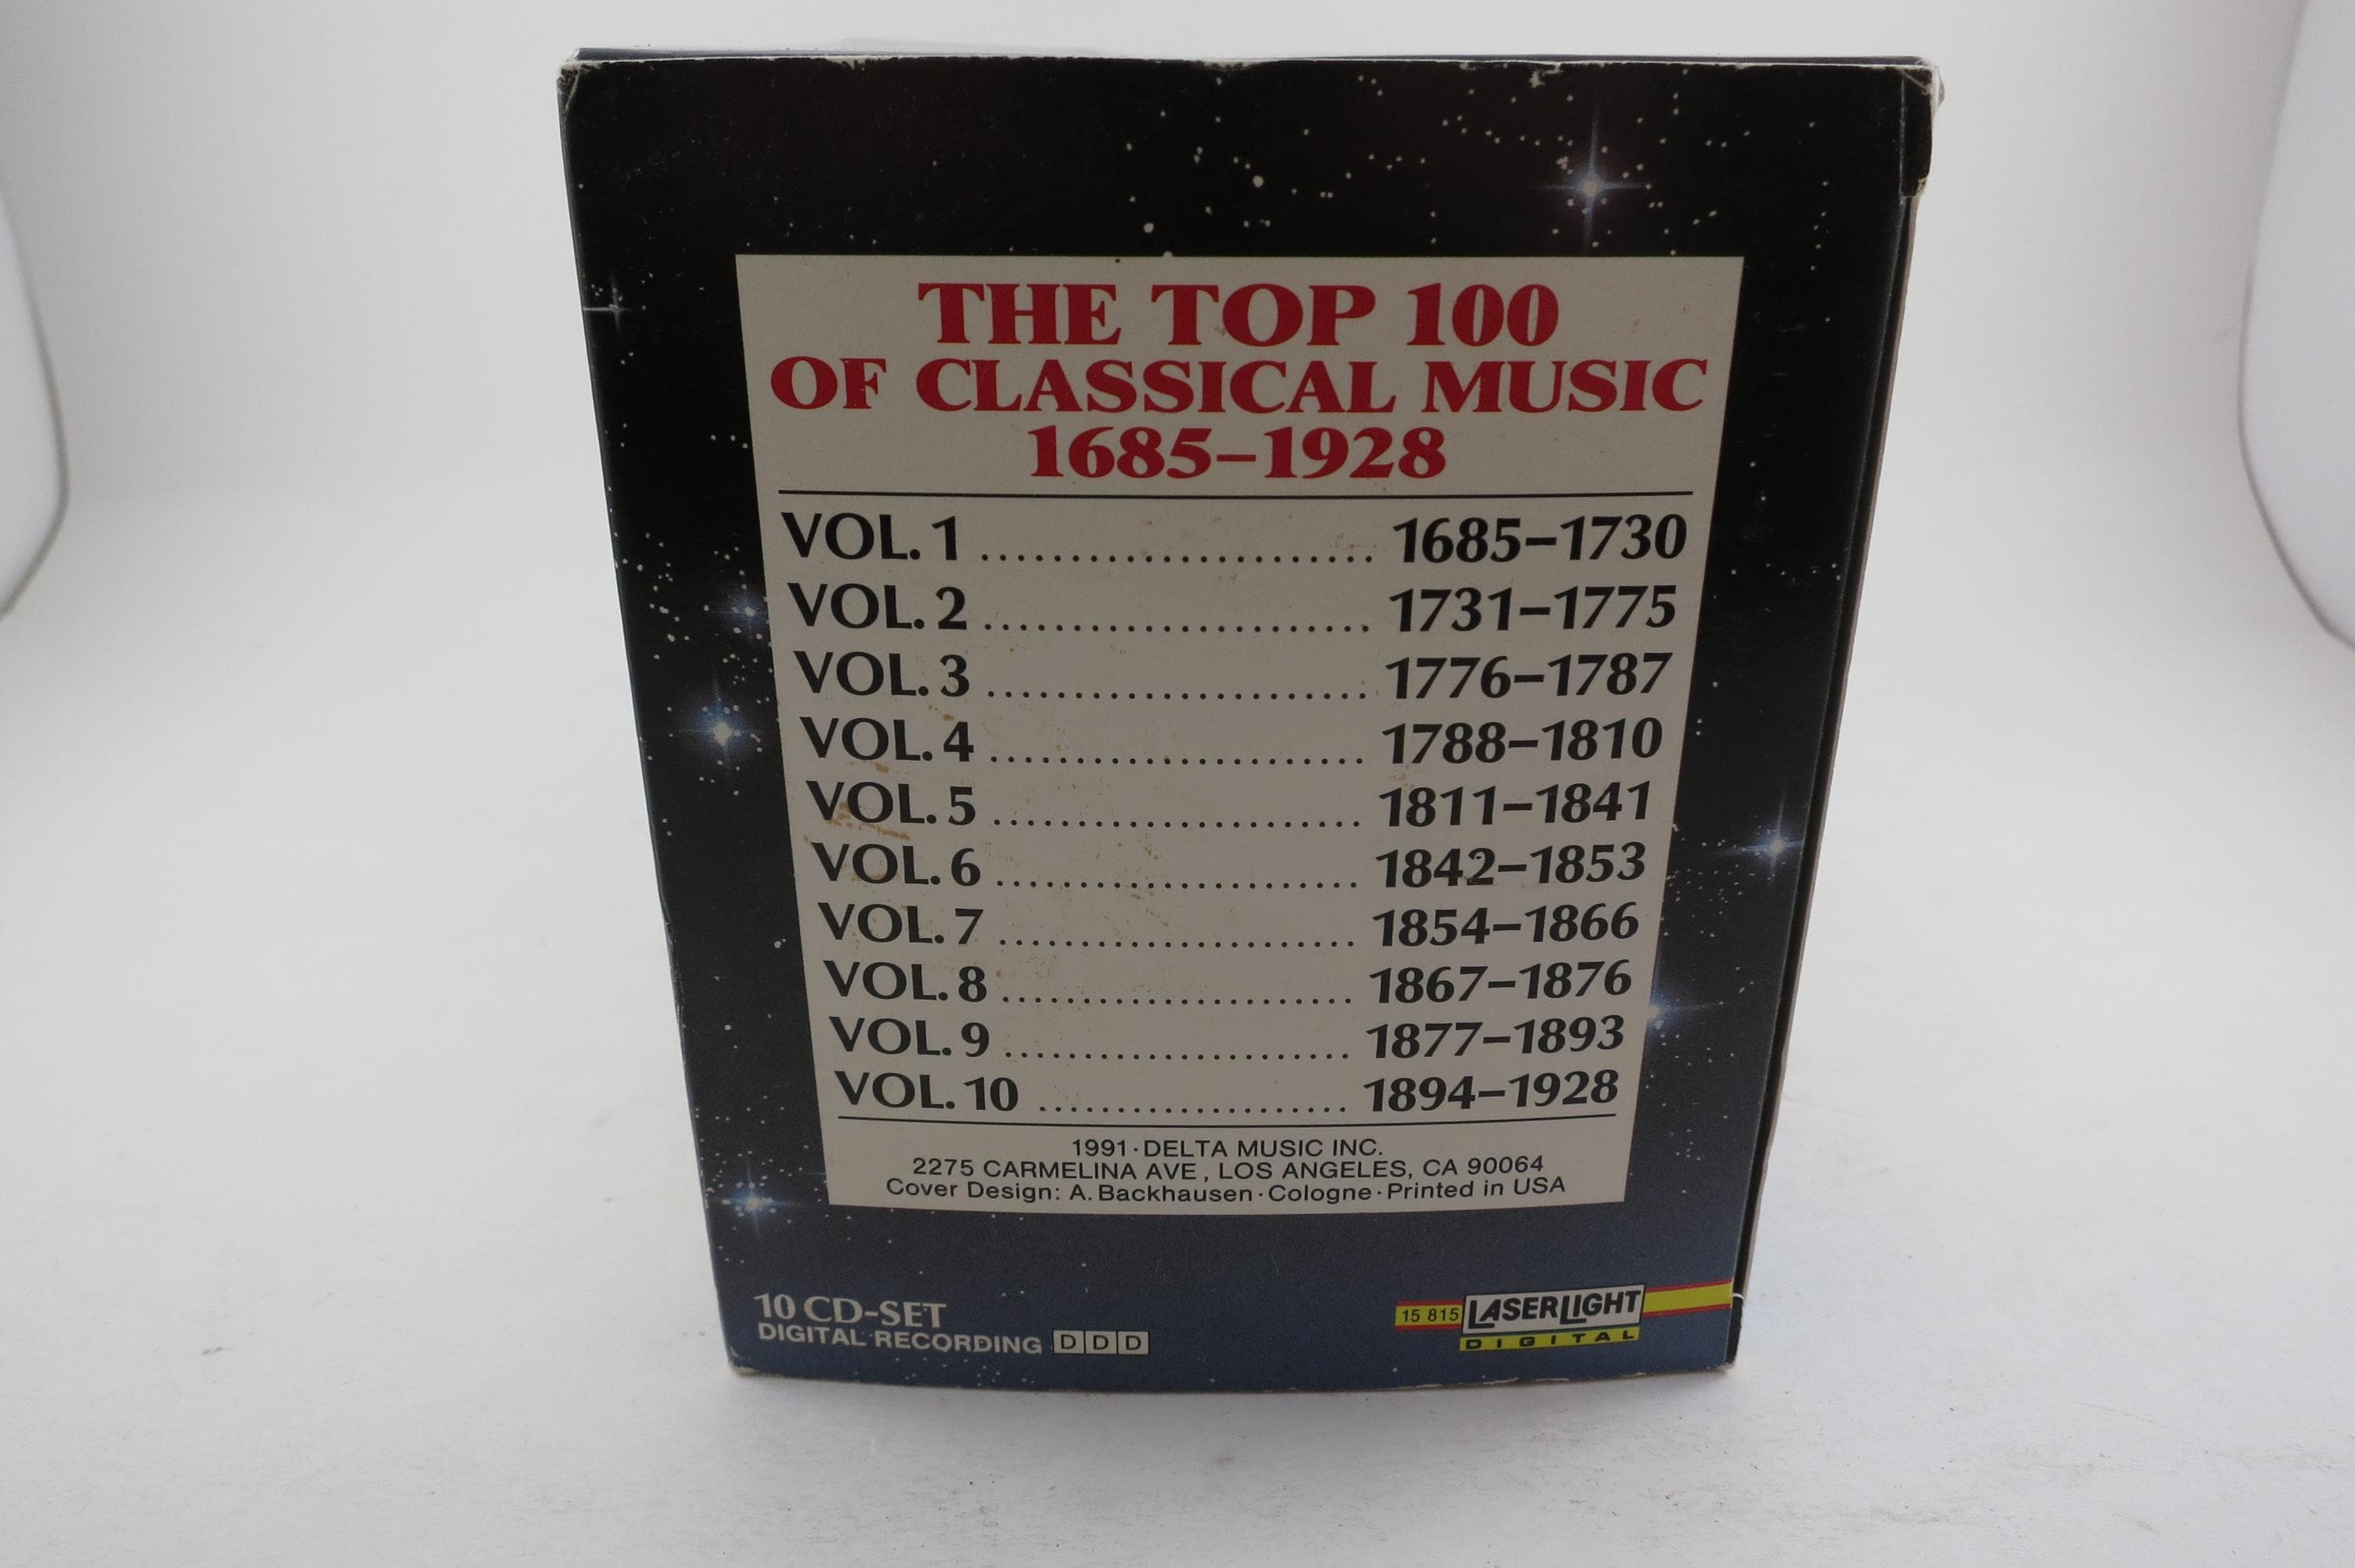 THE TOP 100
OF CLASSICAL MUSIC
1685–1928
VOL. 1 ........................ 1685–1730
VOL. 2 ........................ 1731–1775
VOL. 3 ........................ 1776–1787
VOL. 4 ........................ 1788–1810
VOL. 5 ........................ 1811–1841
VOL. 6 ........................ 1842–1853
VOL. 7 ........................ 1854–1866
VOL. 8 ........................ 1867–1876
VOL. 9 ........................ 1877–1893
VOL. 10 ..................... 1894–1928
1991·DELTA MUSIC INC.
2275 CARMELINA AVE, LOS ANGELES, CA 90064
Cover Design: A. Backhausen·Cologne·Printed in USA
10 CD-SET
DIGITAL RECORDING DDD
15 815 LASERLIGHT
DIGITAL